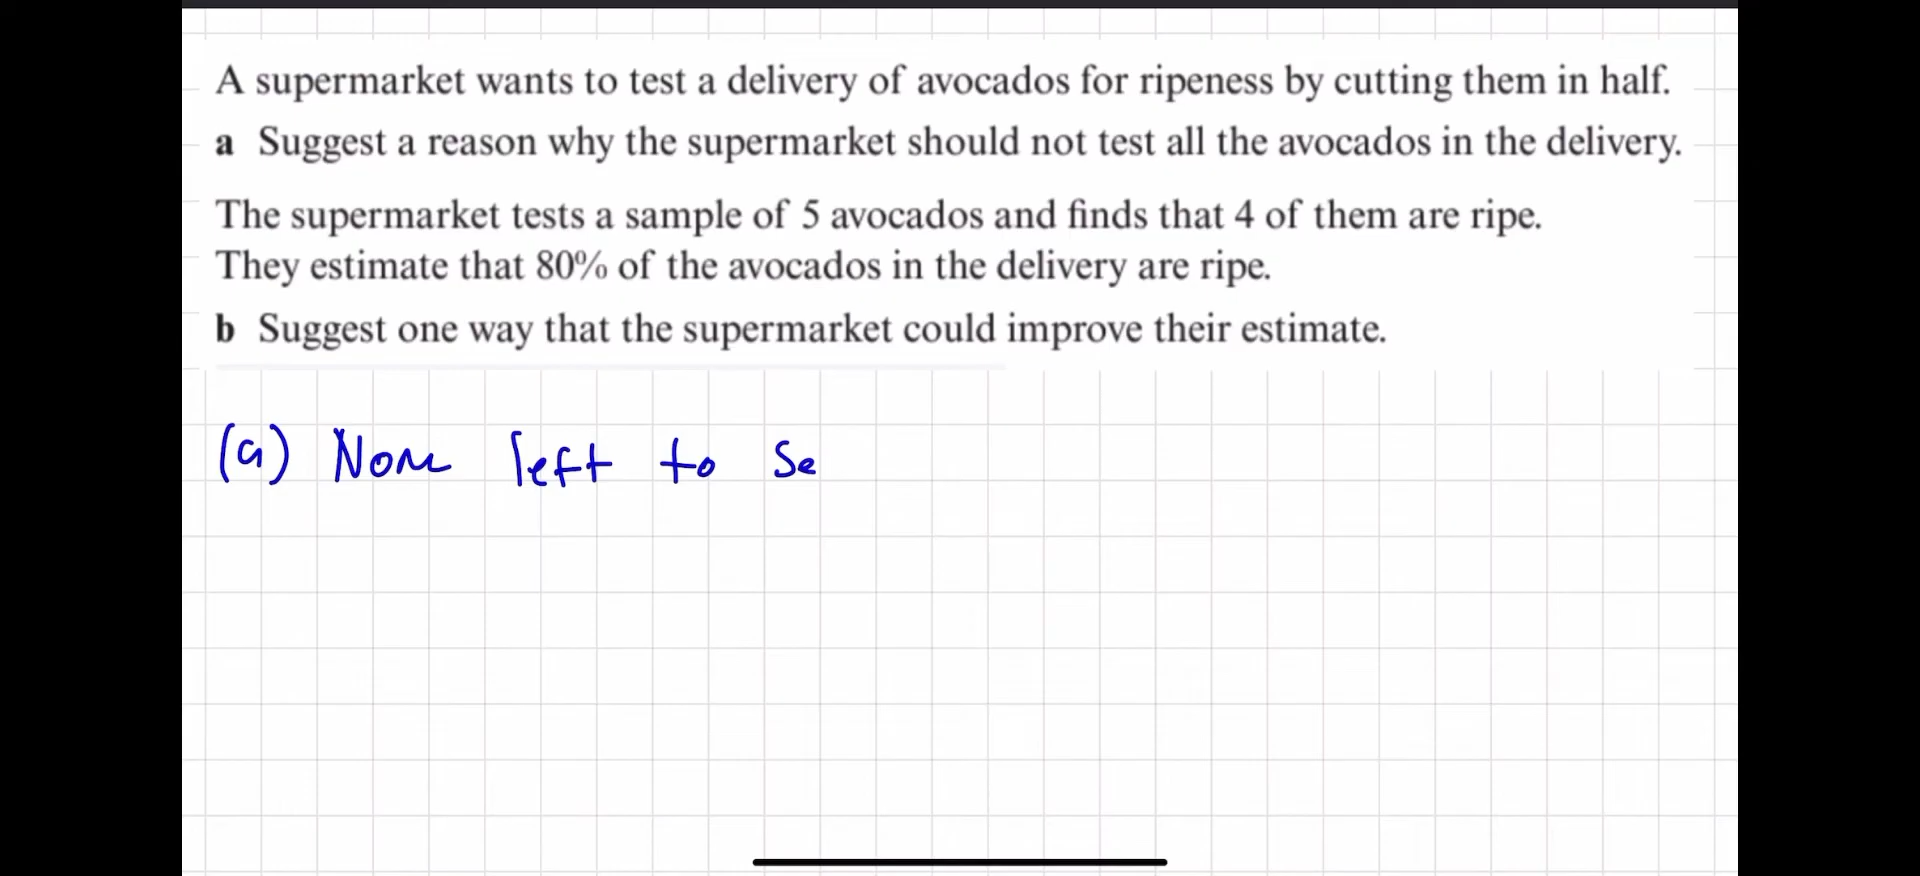 A supermarket wants to test a delivery of avocados for ripeness by cutting them in half.
a Suggest a reason why the supermarket should not test all the avocados in the delivery.
The supermarket tests a sample of 5 avocados and finds that 4 of them are ripe.
They estimate that 80% of the avocados in the delivery are ripe.
b Suggest one way that the supermarket could improve their estimate.
(a) None left to se